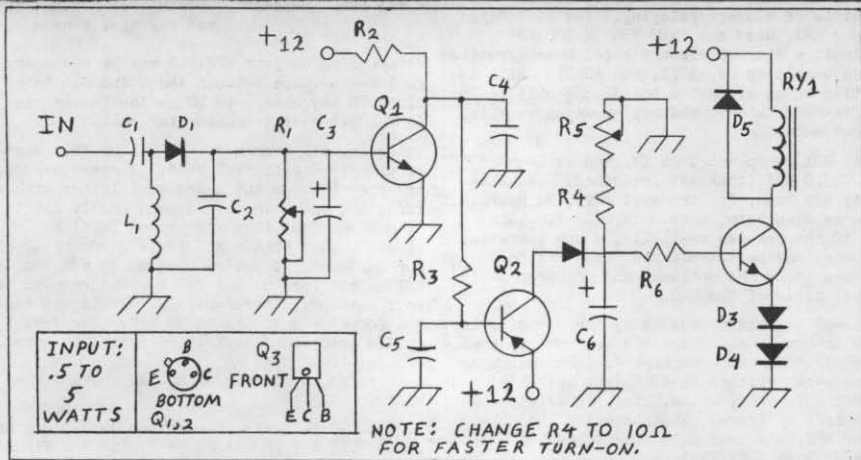 +12
R2
RY1
+12
Q1
C4
IN
C1
D1
R1
C3
R5
D5
L1
C2
R4
R3
Q2
R6
C5
C6
D3
D4
+12
INPUT:
.5 TO
5
WATTS
B
E C
BOTTOM
Q1,2
Q3
FRONT
E C B
NOTE: CHANGE R4 TO 10Ω
FOR FASTER TURN-ON.